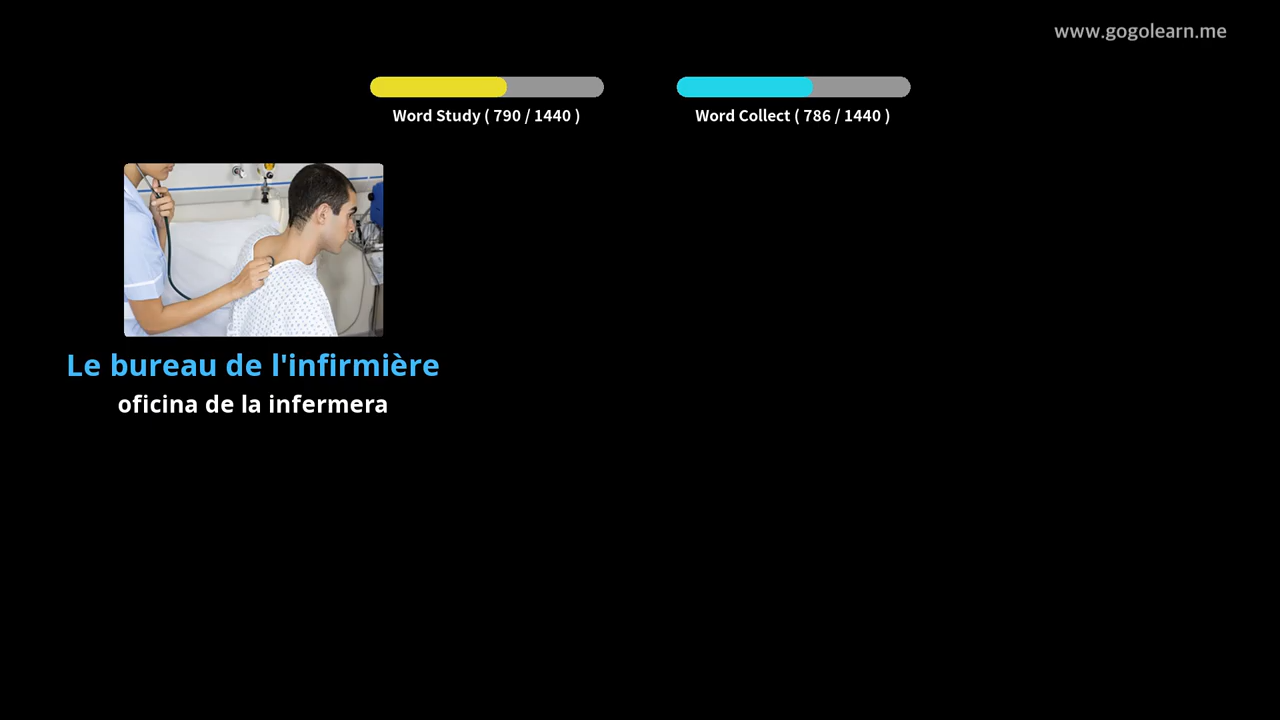 www.gogolearn.me
Word Study ( 790 / 1440 )
Word Collect ( 786 / 1440 )
Le bureau de l'infirmière
oficina de la infermera